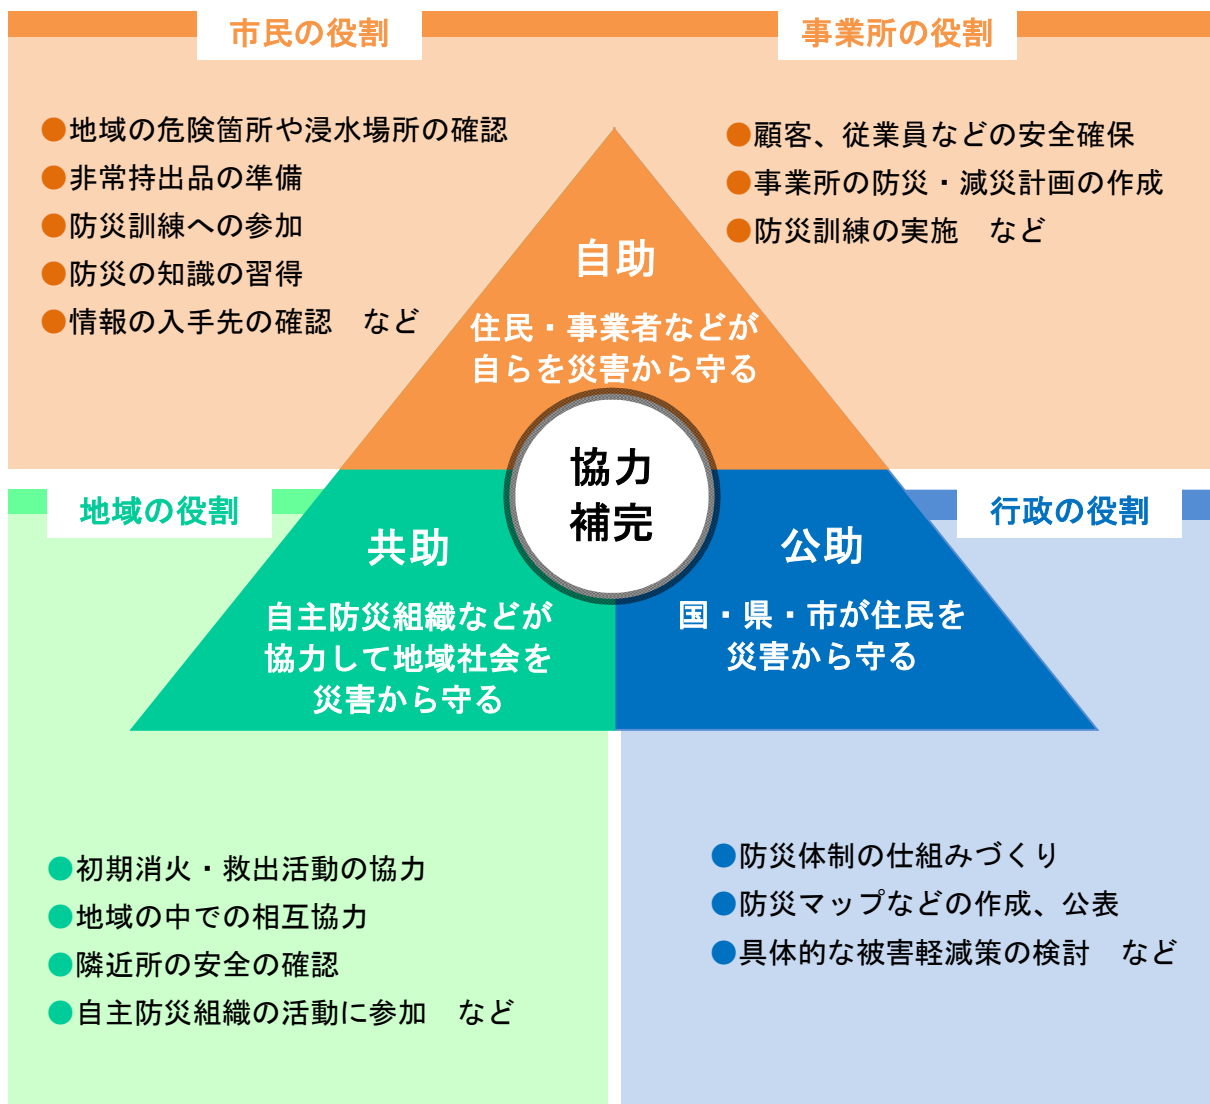 市民の役割
●地域の危険箇所や浸水場所の確認
●非常持出品の準備
●防災訓練への参加
●防災の知識の習得
●情報の入手先の確認　など
事業所の役割
●顧客、従業員などの安全確保
●事業所の防災・減災計画の作成
●防災訓練の実施　など
自助
住民・事業者などが
自らを災害から守る
協力
補完
地域の役割
共助
自主防災組織などが
協力して地域社会を
災害から守る
行政の役割
公助
国・県・市が住民を
災害から守る
●初期消火・救出活動の協力
●地域の中での相互協力
●隣近所の安全の確認
●自主防災組織の活動に参加　など
●防災体制の仕組みづくり
●防災マップなどの作成、公表
●具体的な被害軽減策の検討　など